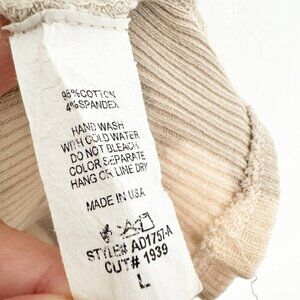 96%COTTON
4%SPANDEX
HAND WASH
WITH COLD WATER
DO NOT BLEACH
COLOR SEPARATE
HANG OR LINE DRY
MADE IN U.S.A
STYLE# AD1757-A
CUT# 1939
L